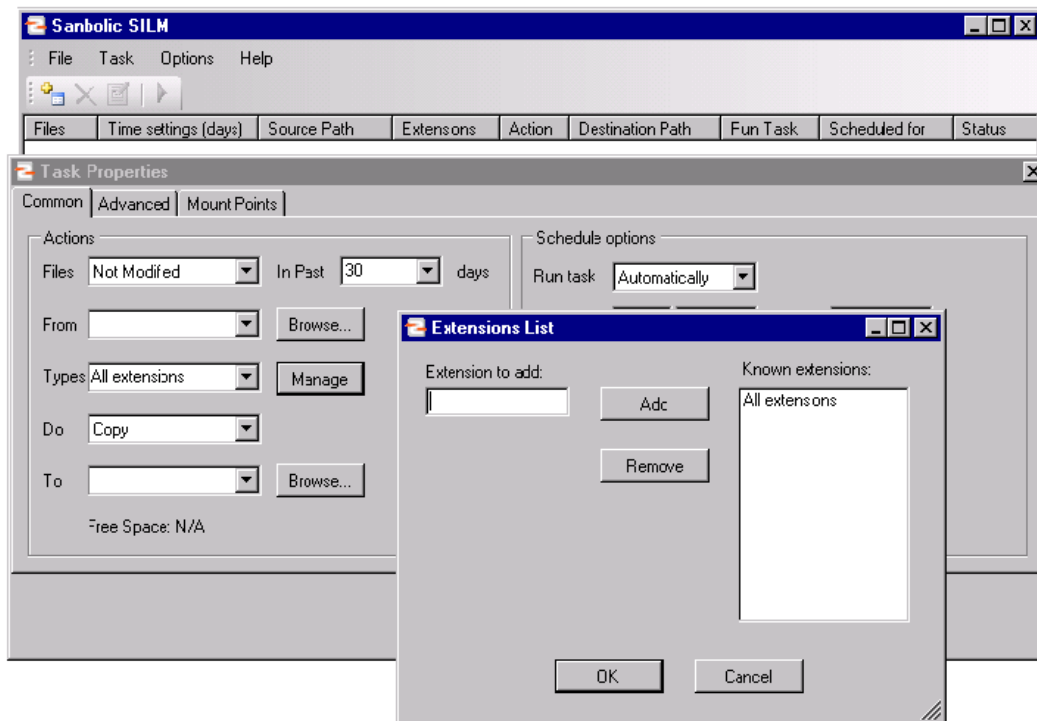 Sanbolic SILM
File Task Options Help
Files Time settings (days) Source Path Extensons Action Destination Path Fun Task Scheduled for Status
Task Properties
Common Advanced Mount Points
Actions
Files Not Modifed In Past 30 days
From Browse...
Types All extensions Manage
Do Copy
To Browse...
Free Space: N/A
Schedule options
Run task Automatically
Extensions List
Extension to add:
Adc
Remove
Known extensions:
All extensons
OK Cancel